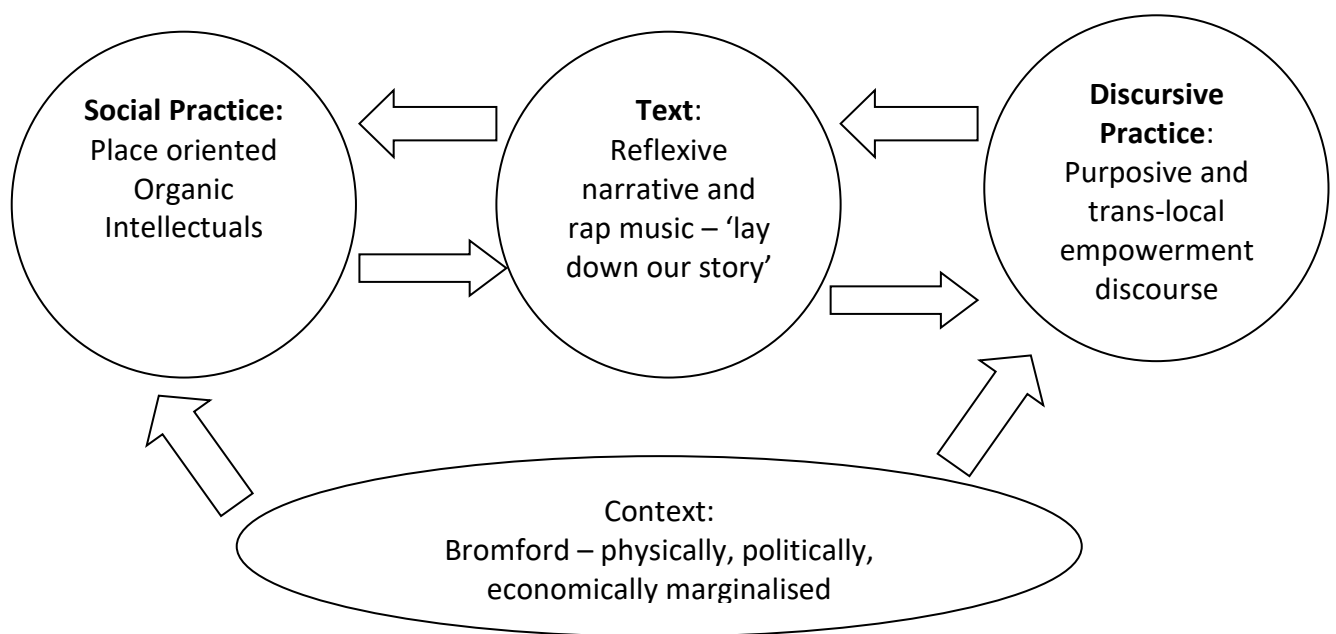 Social Practice:
Place oriented
Organic
Intellectuals
Text:
Reflexive
narrative and
rap music – ‘lay
down our story’
Discursive
Practice:
Purposive and
trans-local
empowerment
discourse
Context:
Bromford – physically, politically,
economically marginalised